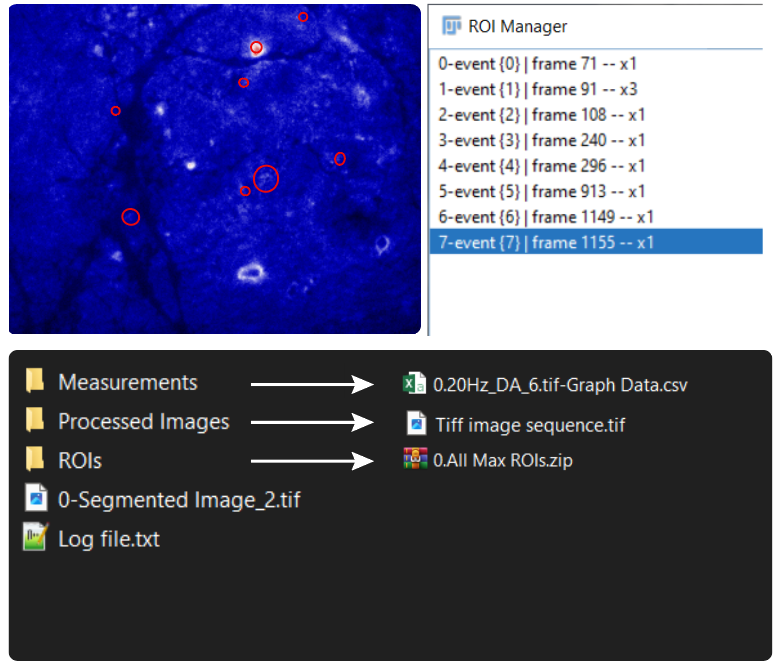 ROI Manager
0-event {0} | frame 71 -- x1
1-event {1} | frame 91 -- x3
2-event {2} | frame 108 -- x1
3-event {3} | frame 240 -- x1
4-event {4} | frame 296 -- x1
5-event {5} | frame 913 -- x1
6-event {6} | frame 1149 -- x1
7-event {7} | frame 1155 -- x1
Measurements
0.20Hz_DA_6.tif-Graph Data.csv
Processed Images
Tiff image sequence.tif
ROIs
0.All Max ROIs.zip
0-Segmented Image_2.tif
Log file.txt